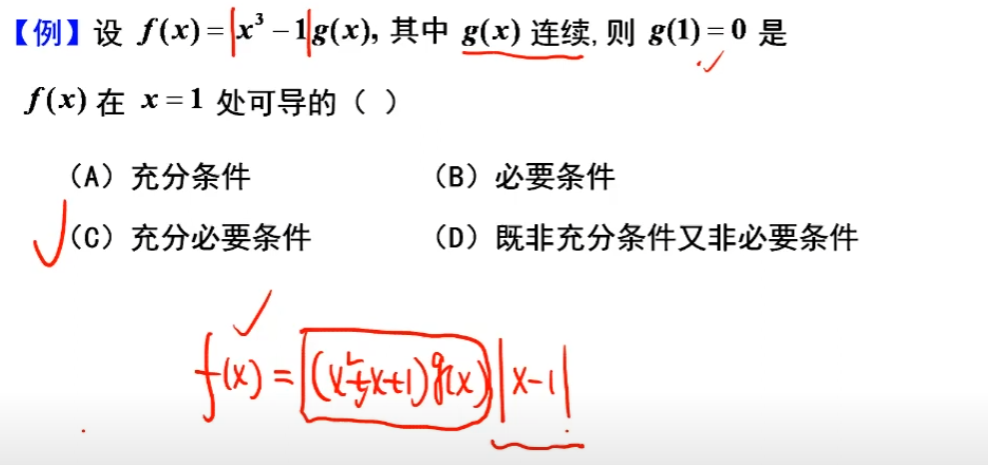 【例】设 f(x)=|x³−1|g(x), 其中 g(x) 连续, 则 g(1)=0 是
f(x) 在 x=1 处可导的（ ）
（A）充分条件 （B）必要条件
（C）充分必要条件 （D）既非充分条件又非必要条件
f(x) = (x²+x+1)g(x)|x-1|